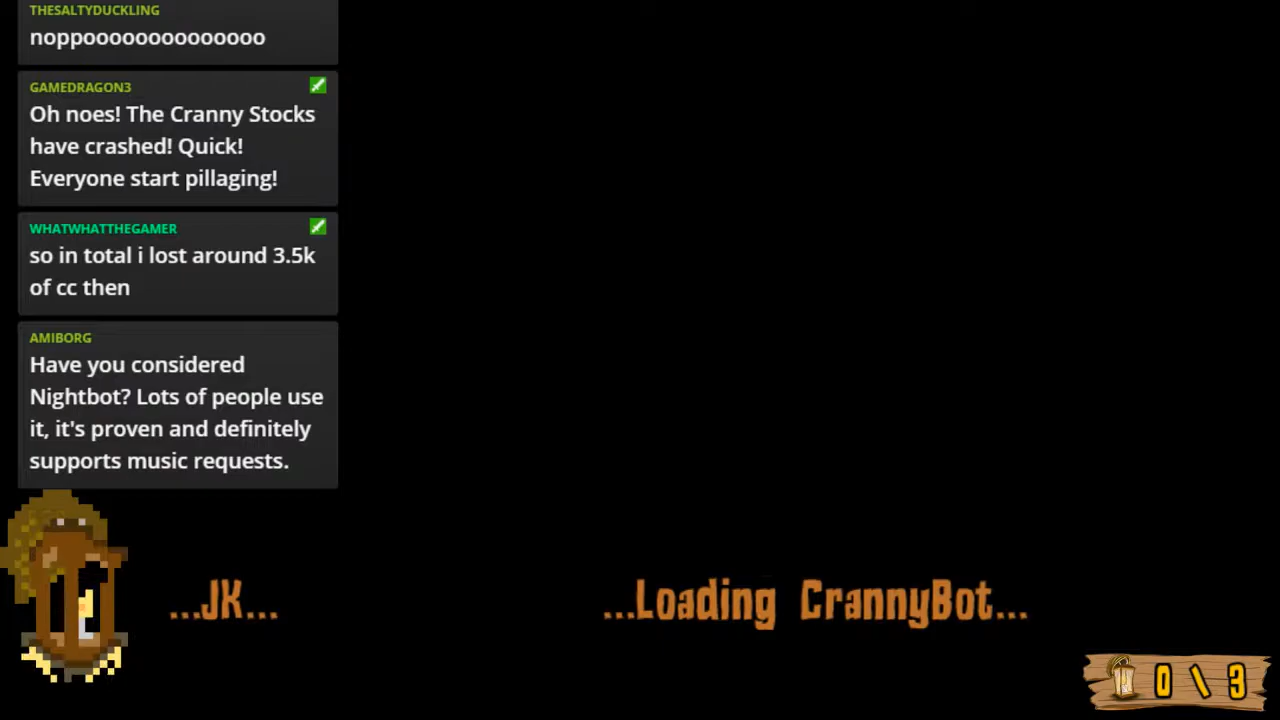 THESALTYDUCKLING
noppoooooooooooooo
GAMEDRAGON3
Oh noes! The Cranny Stocks
have crashed! Quick!
Everyone start pillaging!
WHATWHATTHEGAMER
so in total i lost around 3.5k
of cc then
AMIBORG
Have you considered
Nightbot? Lots of people use
it, it's proven and definitely
supports music requests.
...JK...
...Loading CrannyBot...
0 \ 3